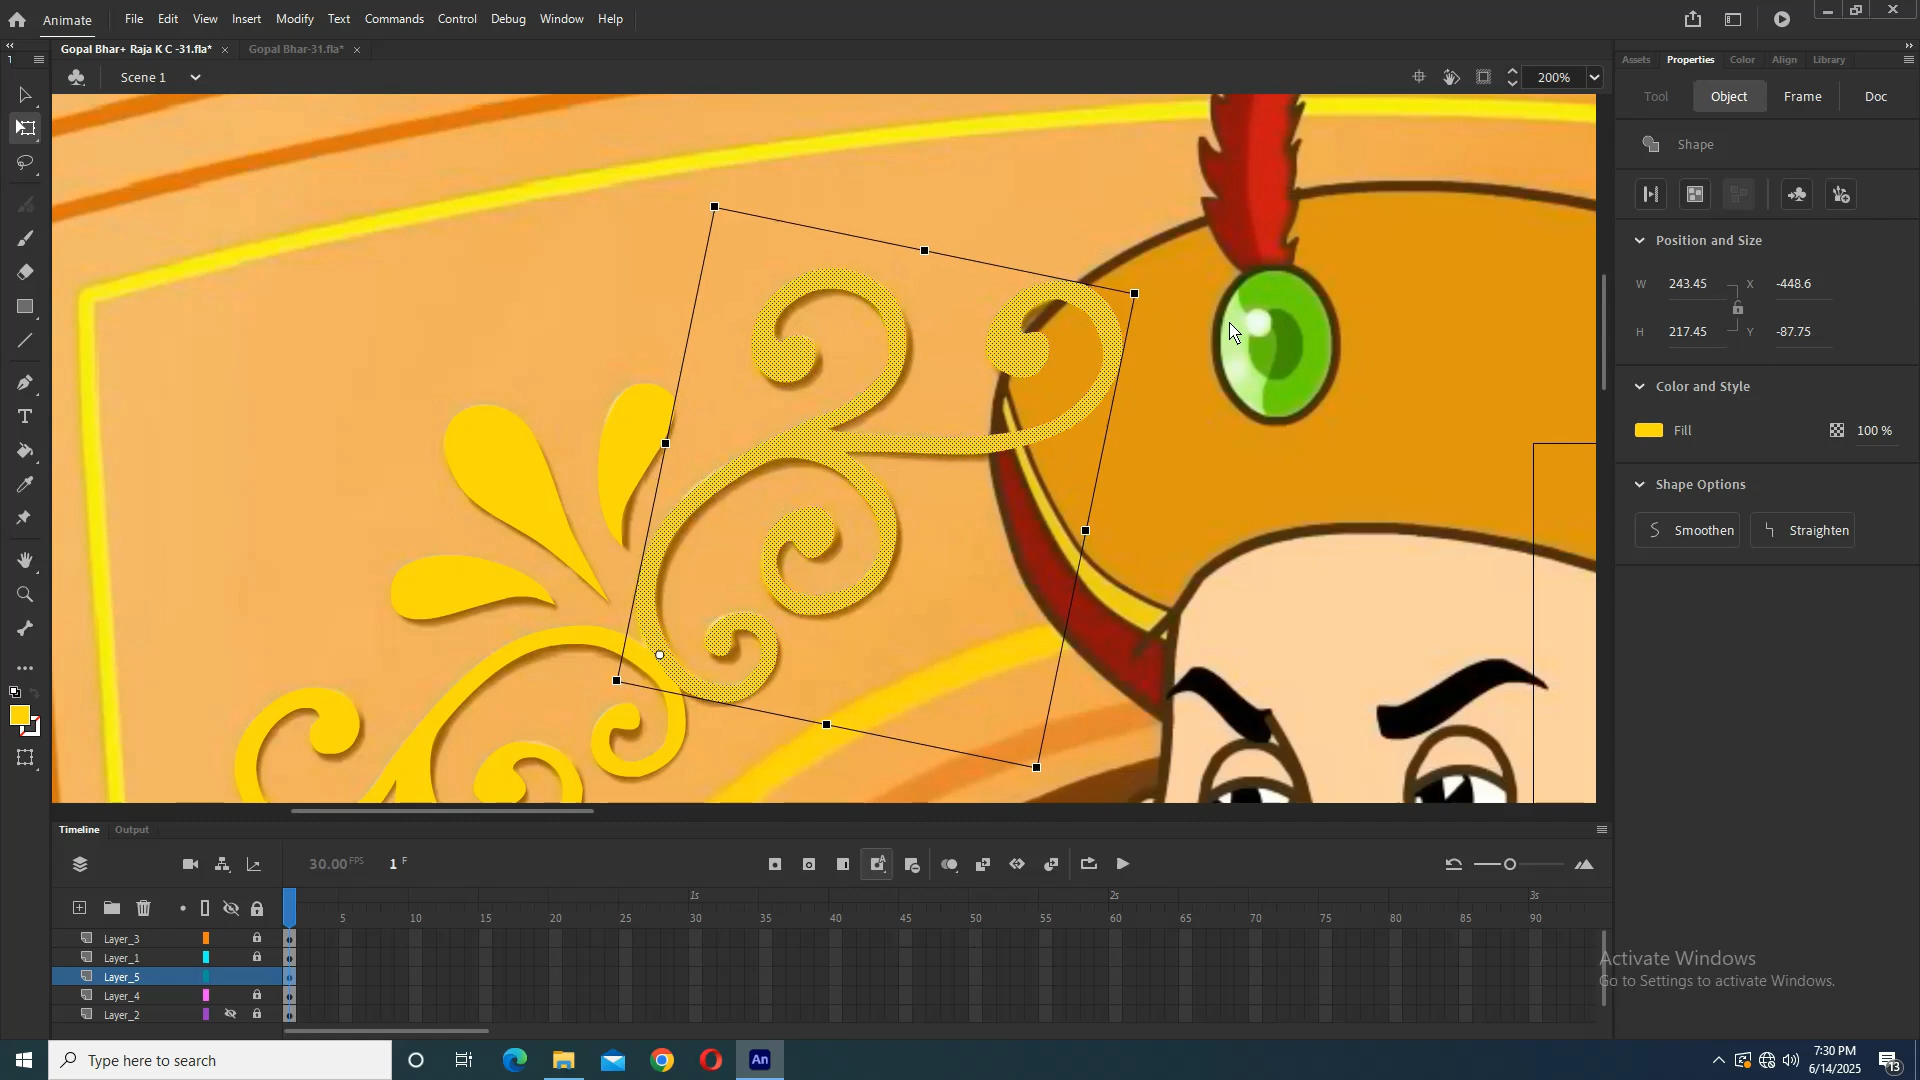 Animate File Edit View Insert Modify Text Commands Control Debug Window Help
Gopal Bhar+ Raja K C -31.fla* × Gopal Bhar-31.fla* ×
Scene 1
200%
Assets Properties Color Align Library
Tool Object Frame Doc
Shape
Position and Size
W 243.45 X -448.6
H 217.45 Y -87.75
Color and Style
Fill 100 %
Shape Options
Smoothen Straighten
Timeline Output
30.00 FPS 1 F
1s 2s 3s
5 10 15 20 25 30 35 40 45 50 55 60 65 70 75 80 85 90
Layer_3
Layer_1
Layer_5
Layer_4
Layer_2
Activate Windows
Go to Settings to activate Windows.
Type here to search
An
7:30 PM
6/14/2025
13